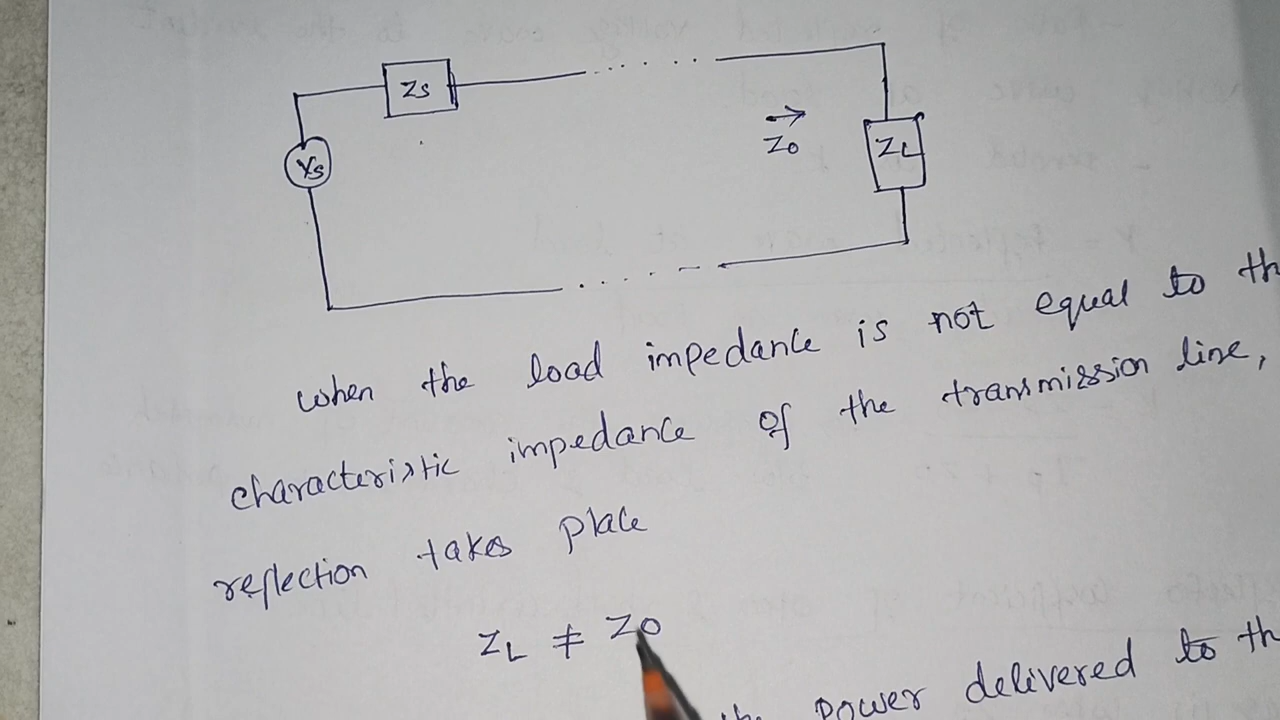 Zs
Vs
Z0
ZL
when the load impedance is not equal to th
characteristic impedance of the transmission line,
reflection takes place
ZL ≠ Z0
the power delivered to th